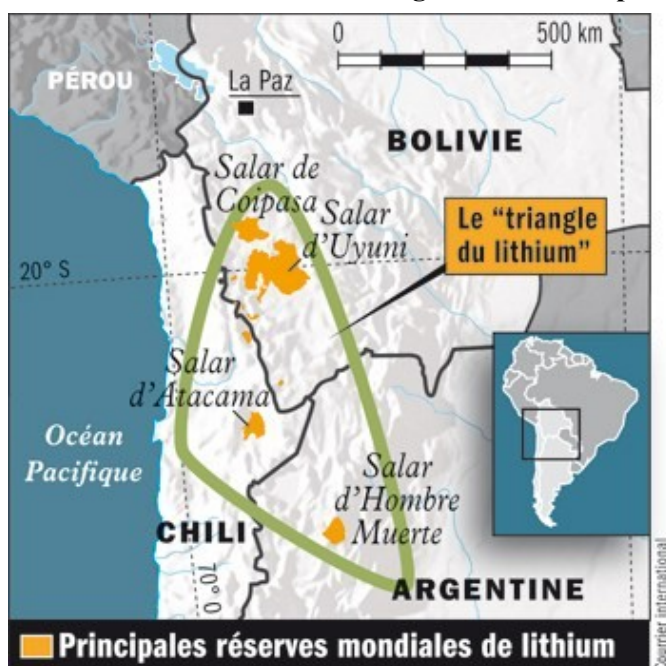 0 500 km
PÉROU
La Paz
BOLIVIE
Salar de
Coipasa
Salar
d'Uyuni
Le "triangle
du lithium"
20° S
Salar
d'Atacama
Océan
Pacifique
Salar
d'Hombre
Muerte
CHILI
70° O
ARGENTINE
Principales réserves mondiales de lithium